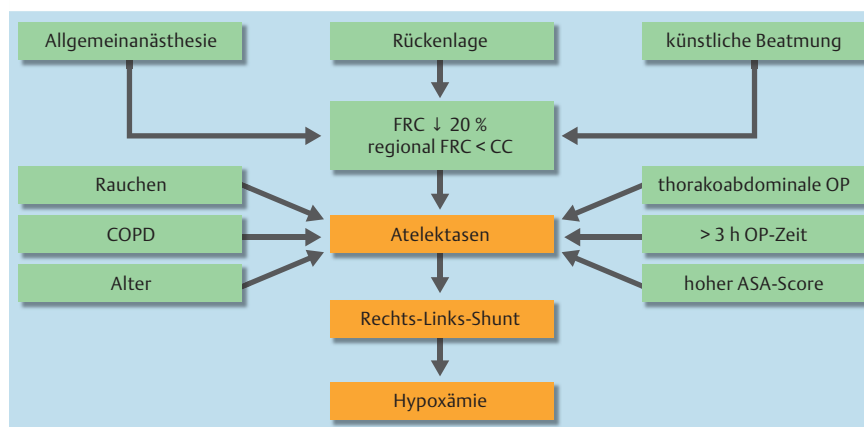 Allgemeinanästhesie
Rückenlage
künstliche Beatmung
FRC ↓ 20 %
regional FRC < CC
Rauchen
thorakoabdominale OP
COPD
Atelektasen
> 3 h OP-Zeit
Alter
hoher ASA-Score
Rechts-Links-Shunt
Hypoxämie